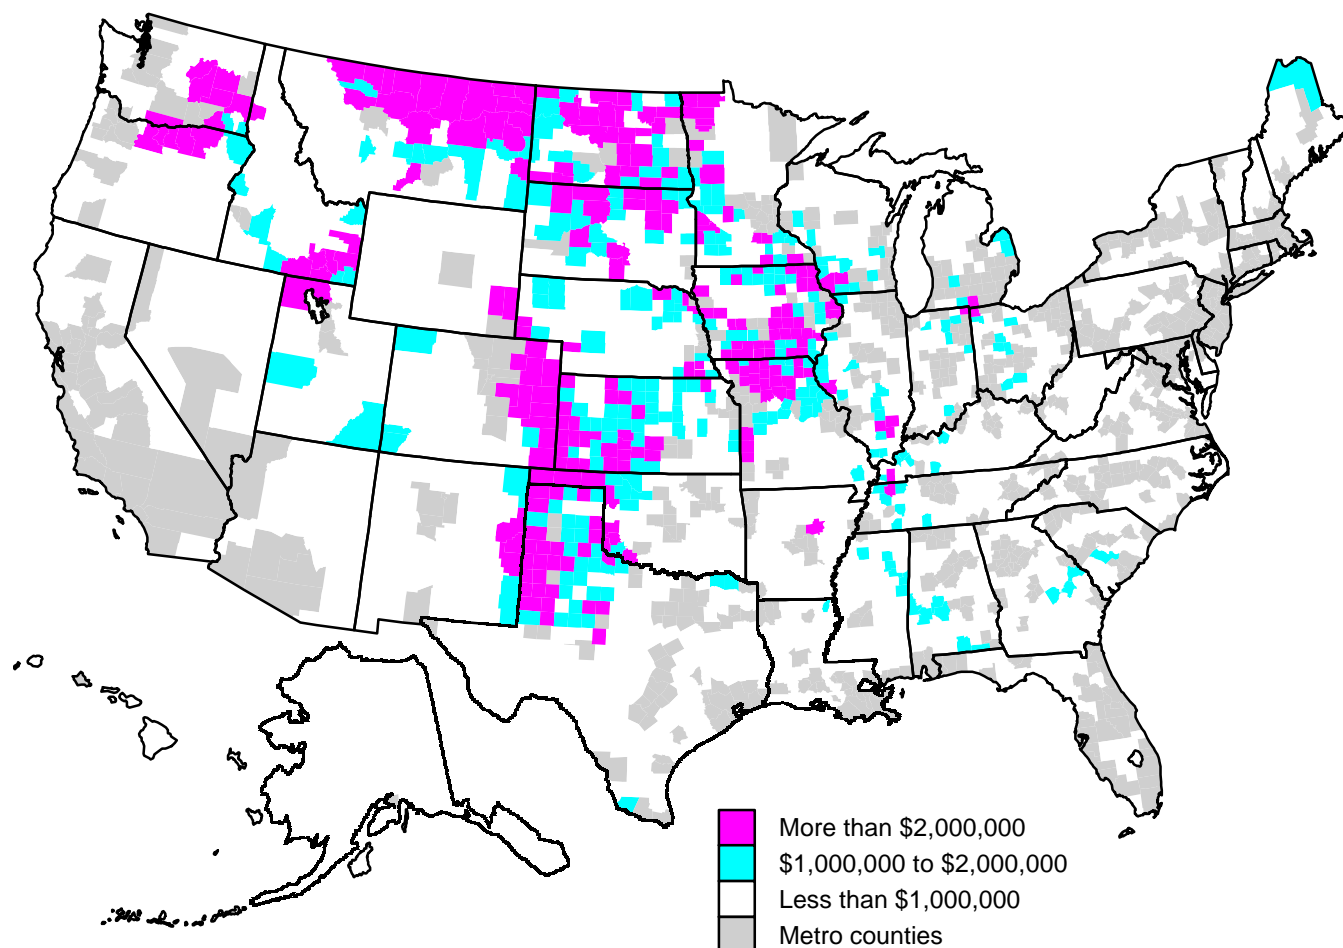 More than $2,000,000
$1,000,000 to $2,000,000
Less than $1,000,000
Metro counties